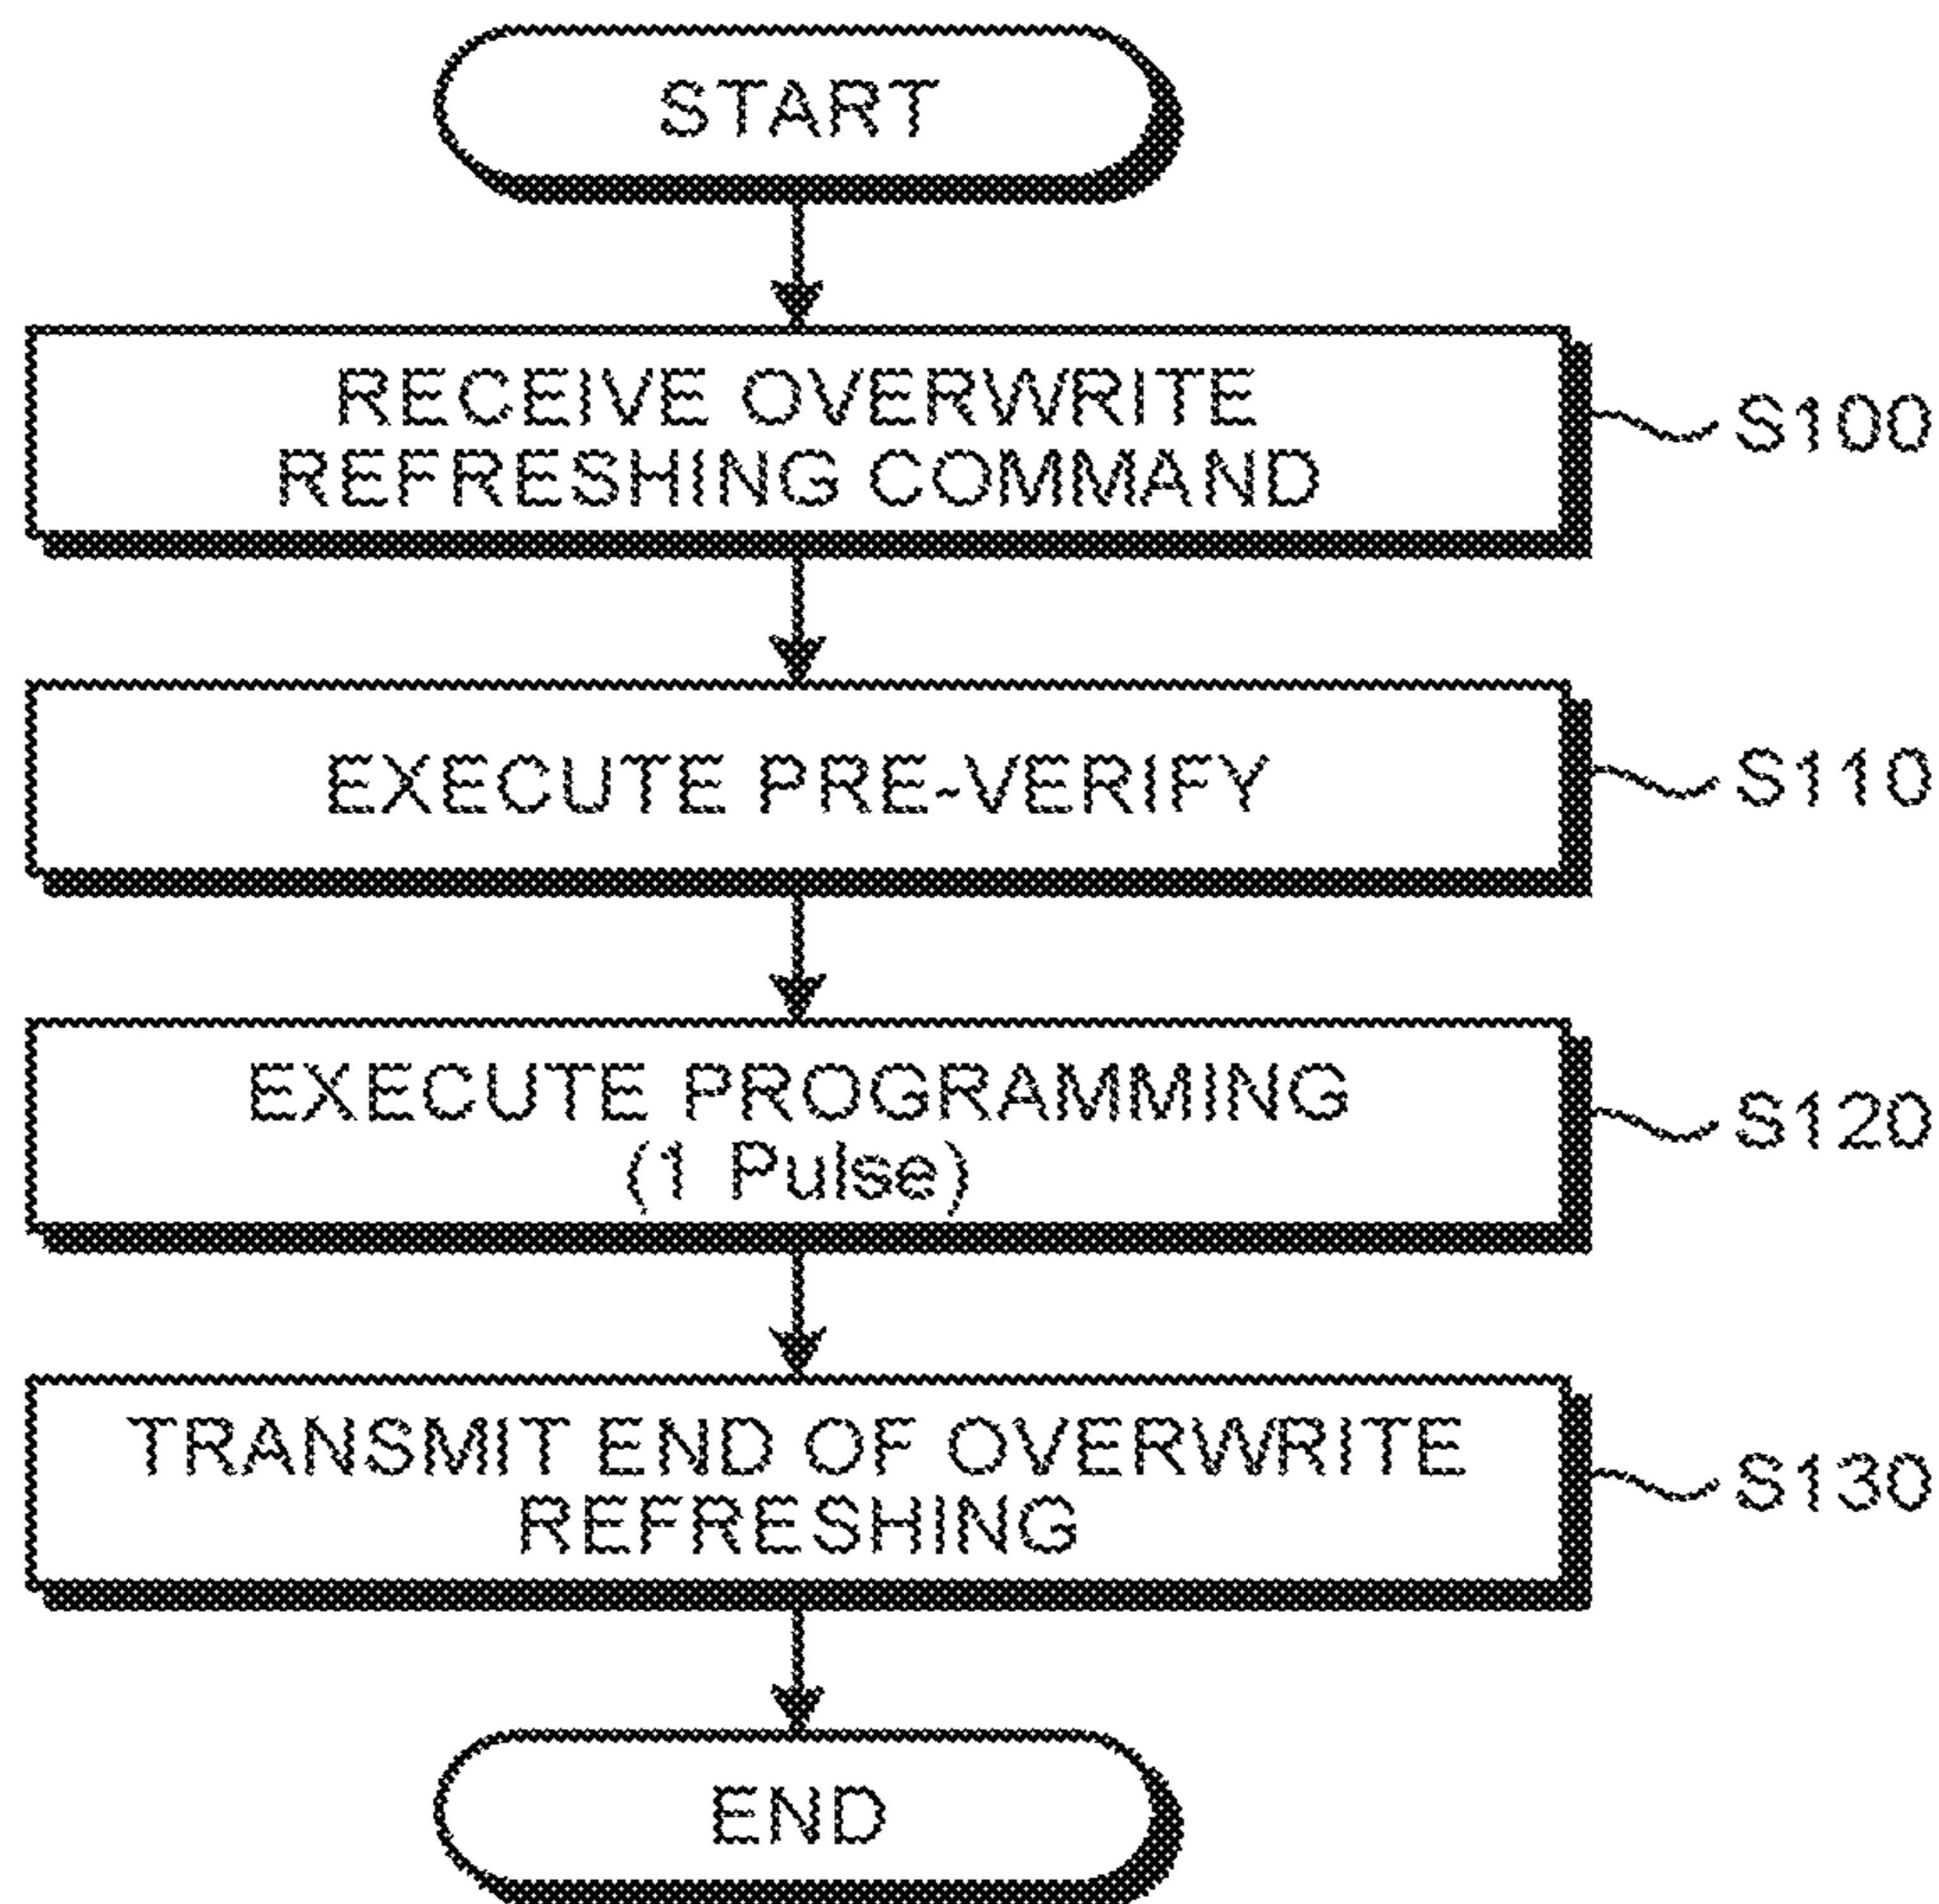 START
RECEIVE OVERWRITE
REFRESHING COMMAND
S100
EXECUTE PRE-VERIFY
S110
EXECUTE PROGRAMMING
(1 Pulse)
S120
TRANSMIT END OF OVERWRITE
REFRESHING
S130
END